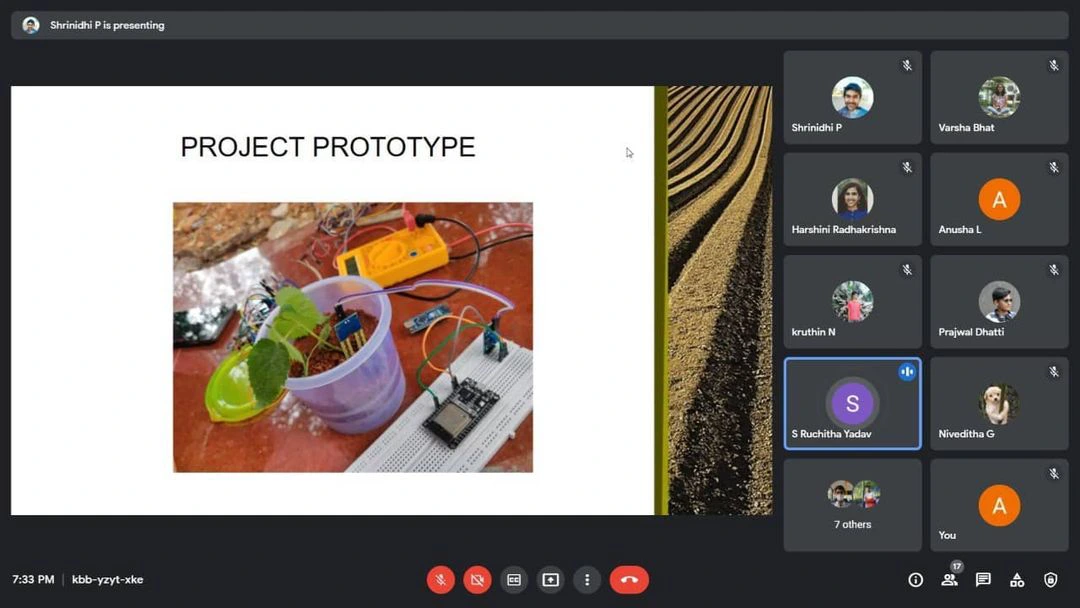 Shrinidhi P is presenting
PROJECT PROTOTYPE
Shrinidhi P
Varsha Bhat
Harshini Radhakrishna
A
Anusha L
kruthin N
Prajwal Dhatti
S
S Ruchitha Yadav
Niveditha G
7 others
A
You
7:33 PM | kbb-yzyt-xke
CC
17